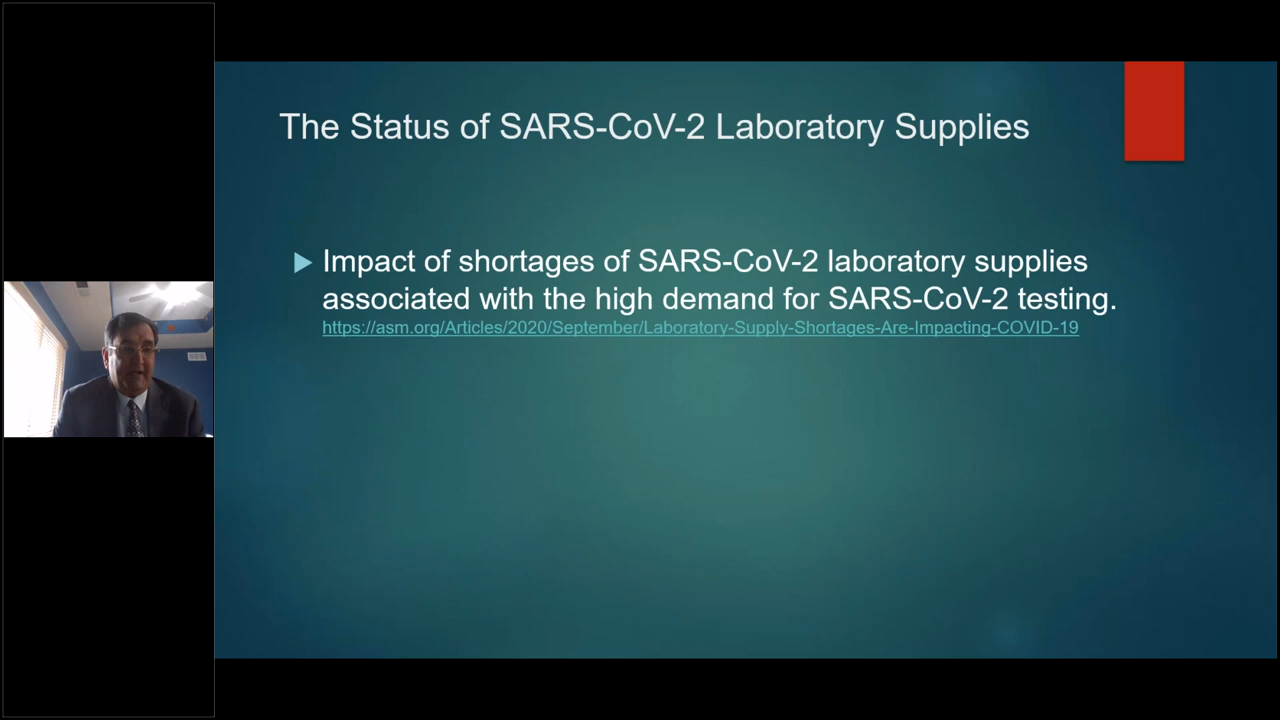 The Status of SARS-CoV-2 Laboratory Supplies
Impact of shortages of SARS-CoV-2 laboratory supplies
associated with the high demand for SARS-CoV-2 testing.
https://asm.org/Articles/2020/September/Laboratory-Supply-Shortages-Are-Impacting-COVID-19